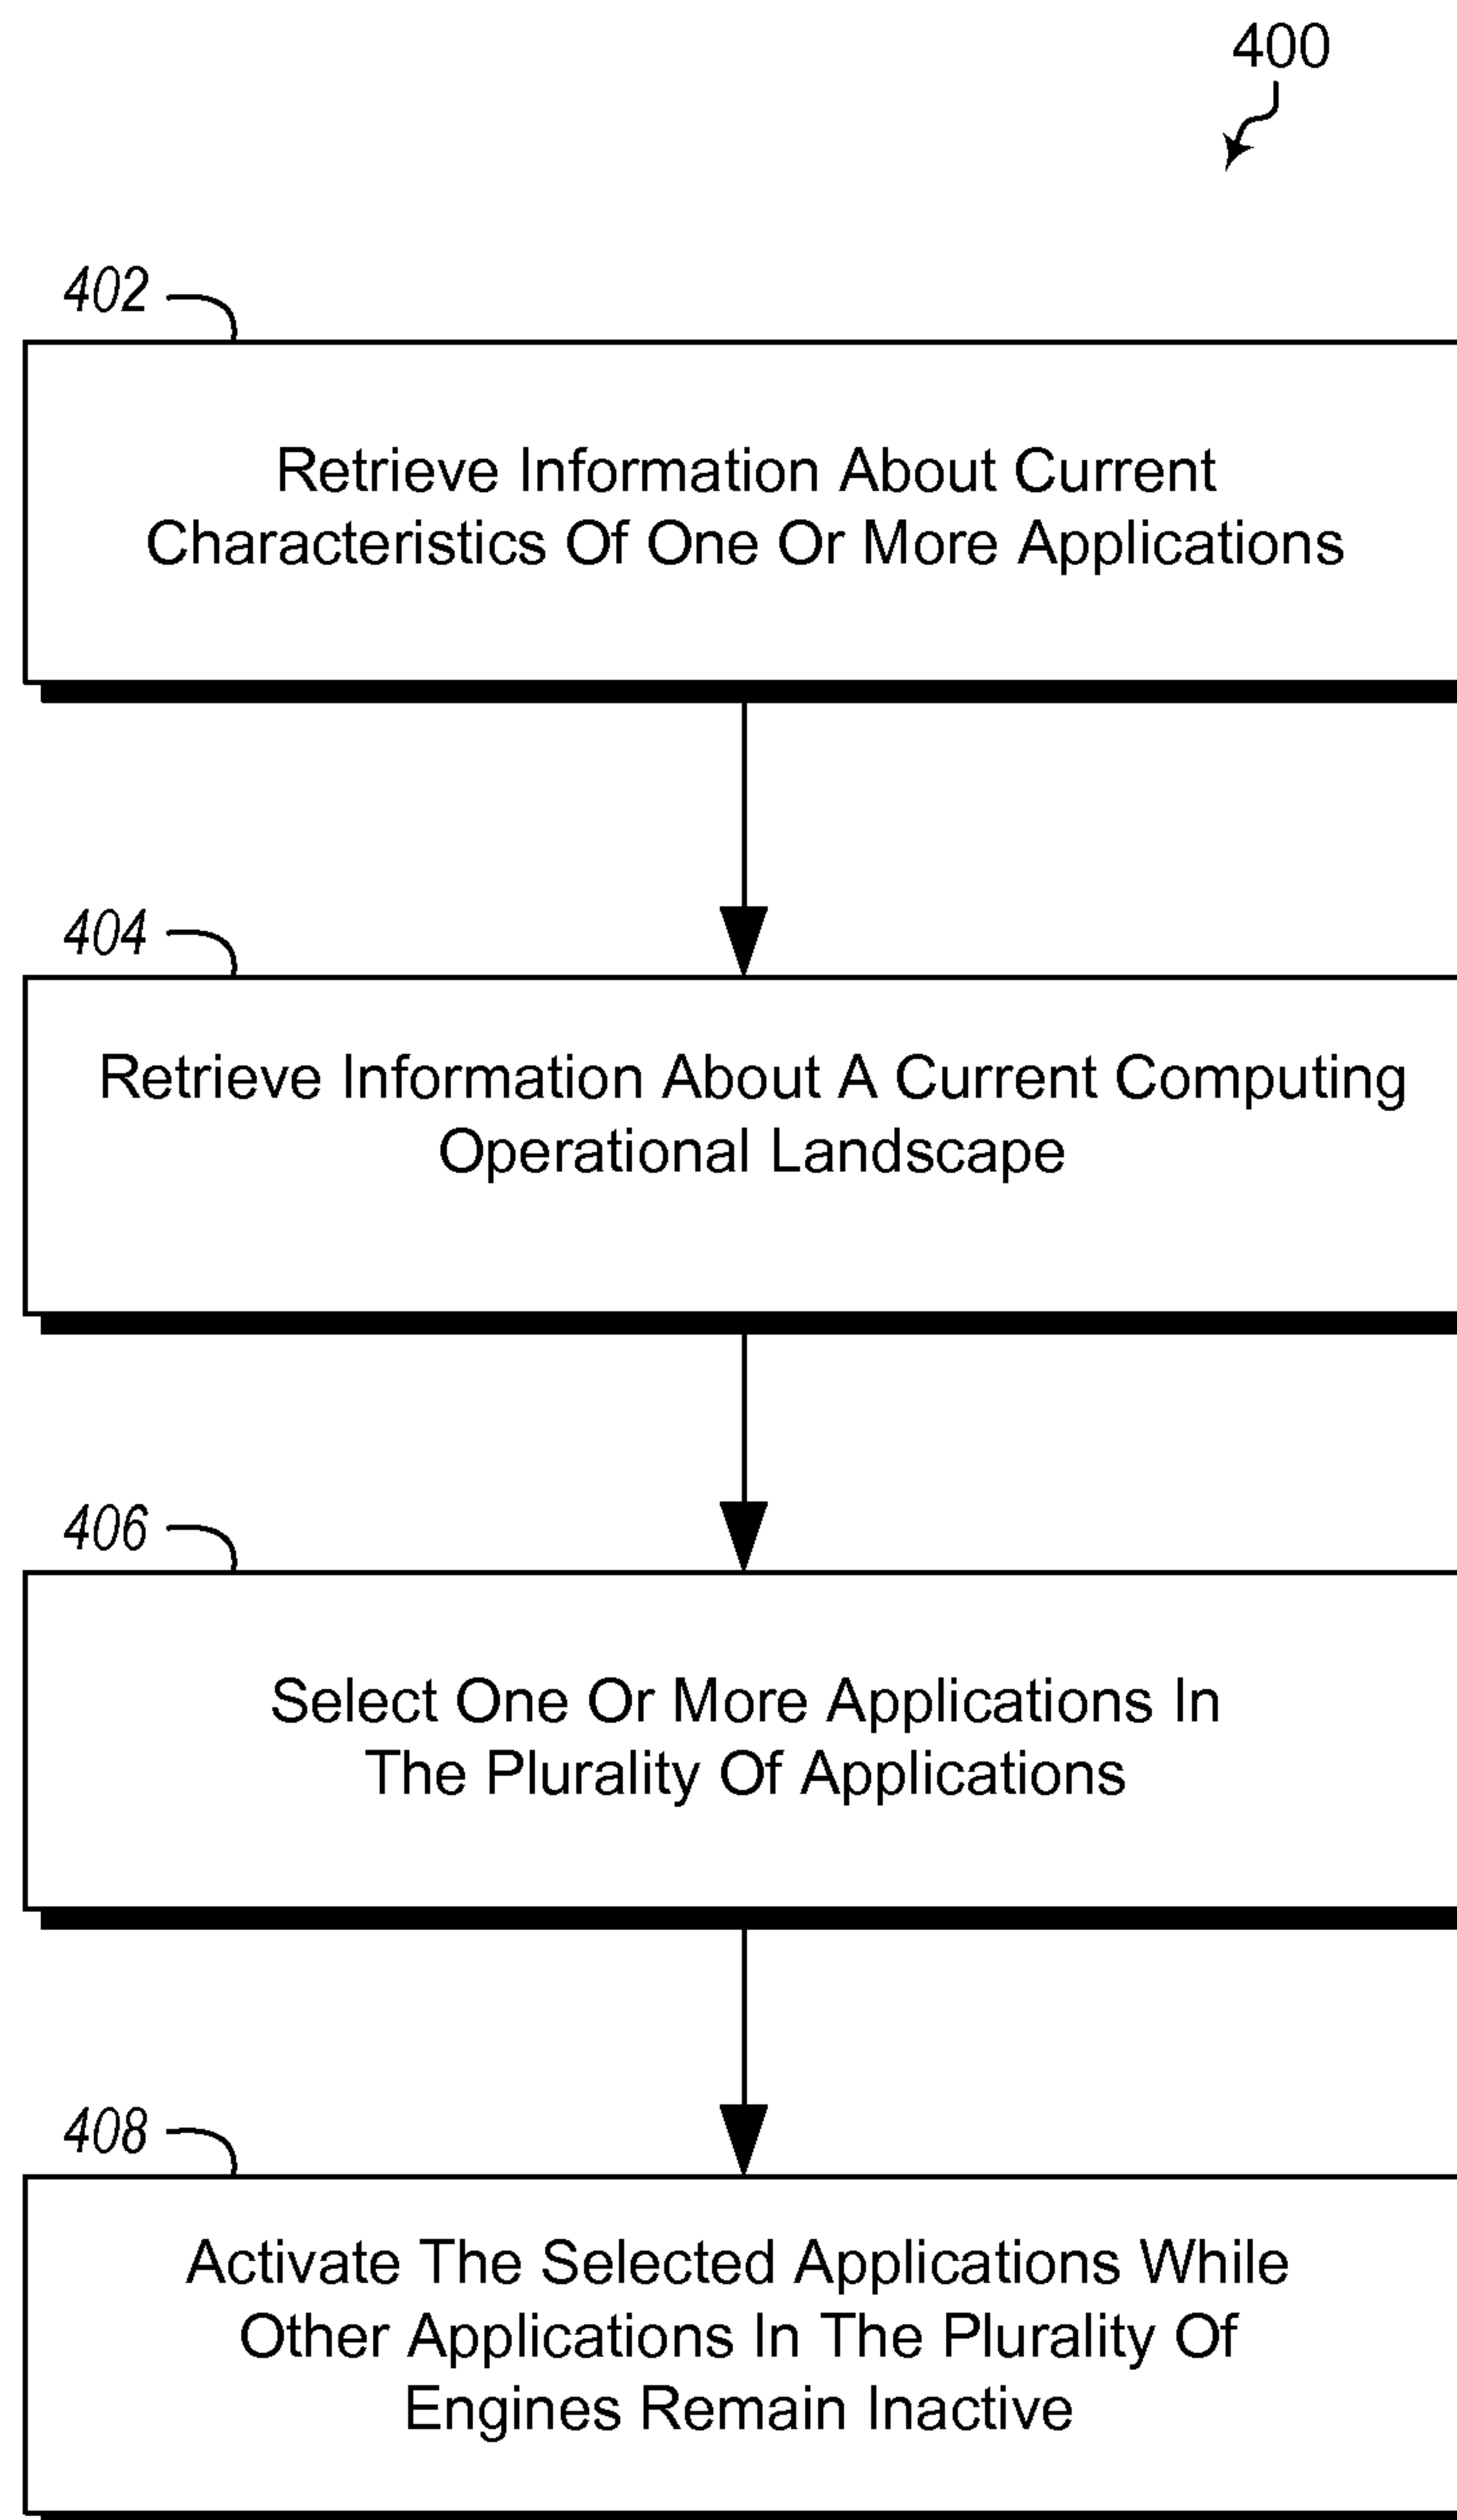 400
402
Retrieve Information About Current
Characteristics Of One Or More Applications
404
Retrieve Information About A Current Computing
Operational Landscape
406
Select One Or More Applications In
The Plurality Of Applications
408
Activate The Selected Applications While
Other Applications In The Plurality Of
Engines Remain Inactive